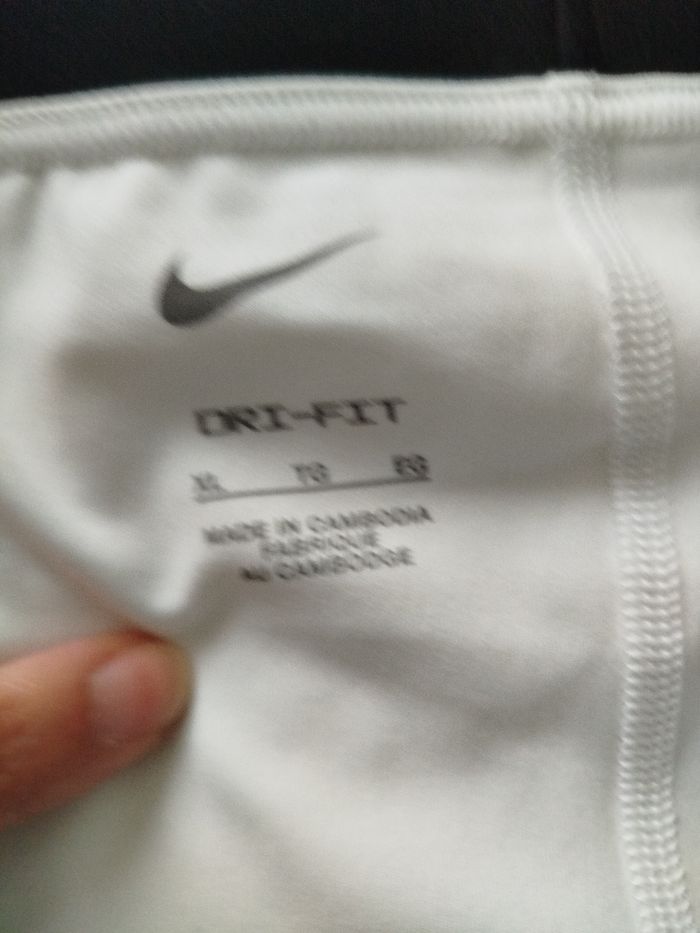 DRI-FIT
XL TG EG
MADE IN CAMBODIA
FABRIQUE
AU CAMBODGE